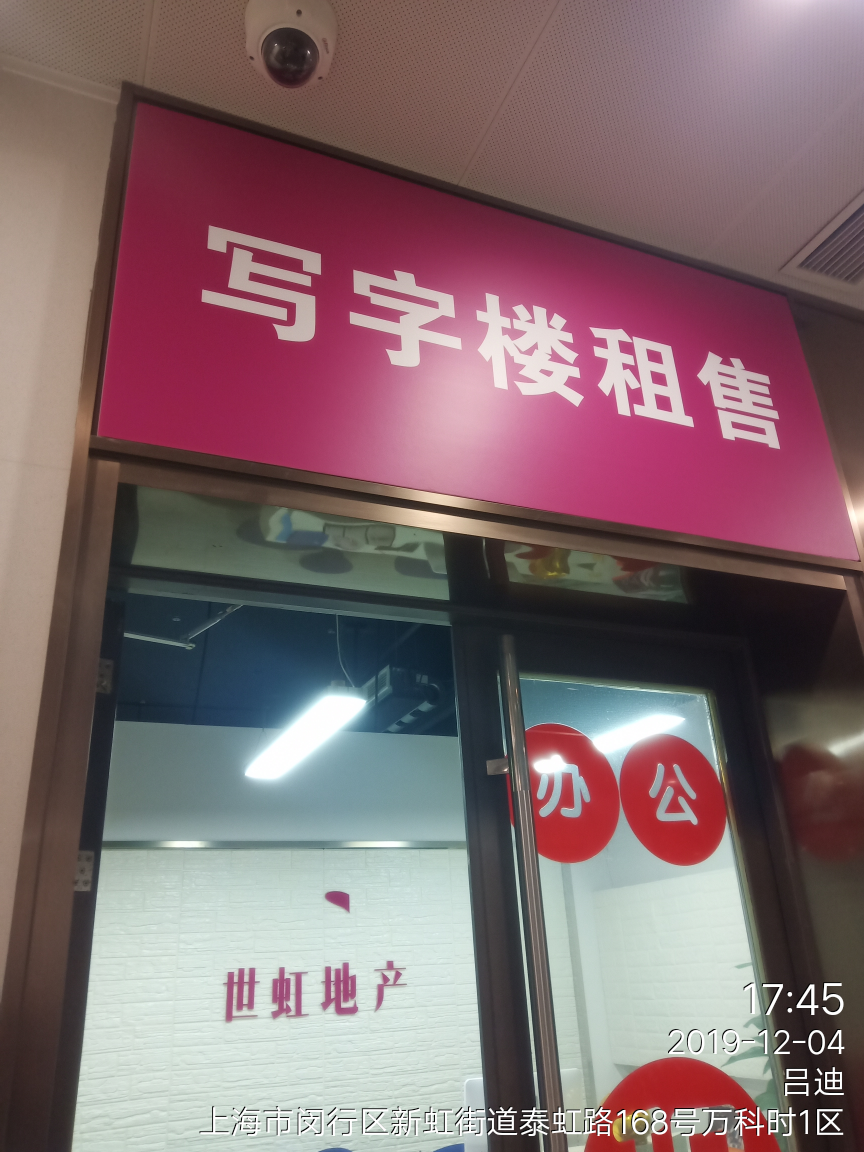 写字楼租售
办公
世虹地产
17:45
2019-12-04
吕迪
上海市闵行区新虹街道泰虹路168号万科时1区